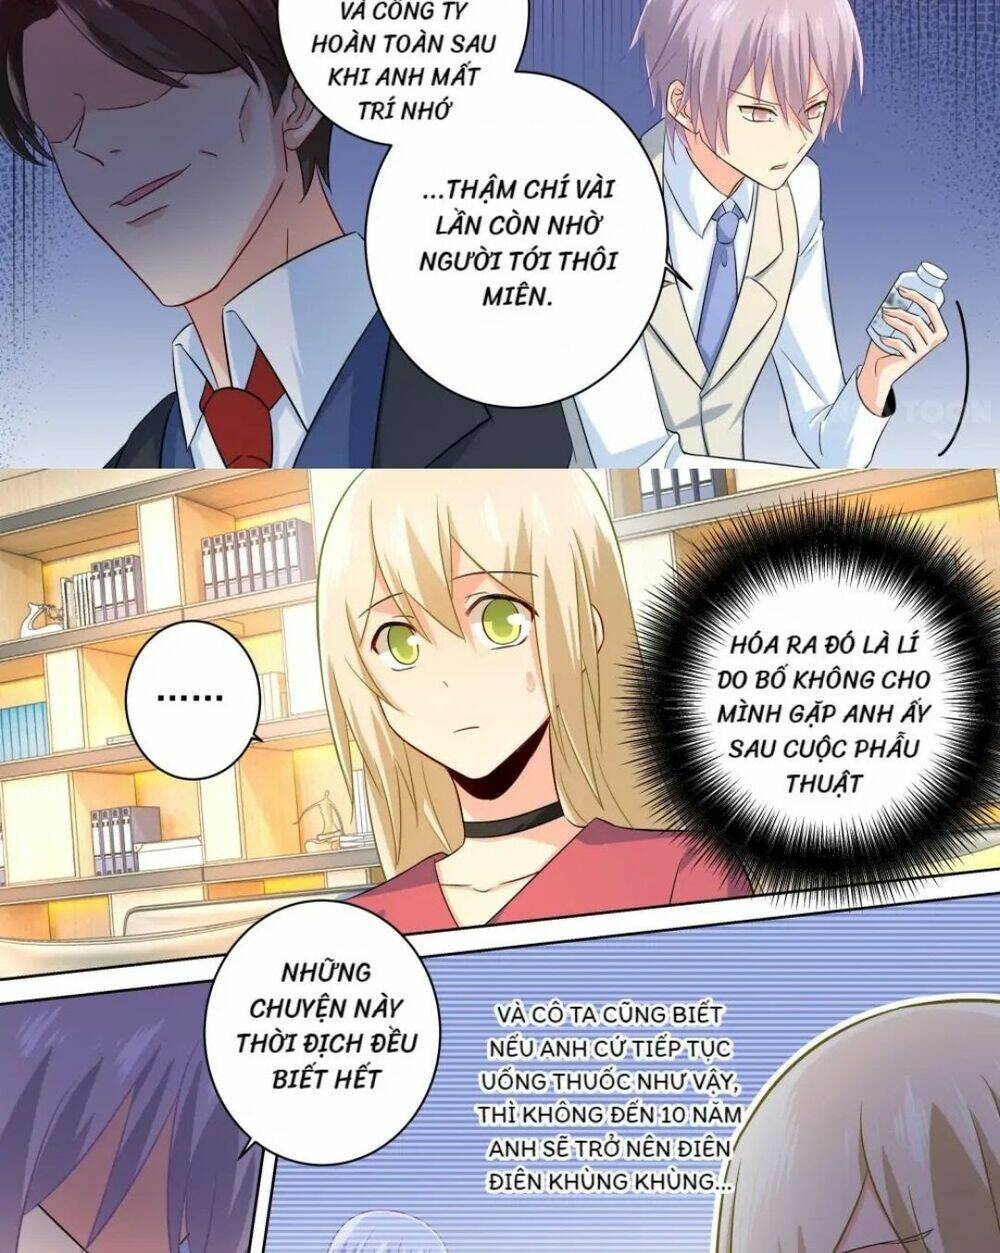 VÀ CÔNG TY
HOÀN TOÀN SAU
KHI ANH MẤT
TRÍ NHỚ
...THẬM CHÍ VÀI
LẦN CÒN NHỜ
NGƯỜI TỚI THÔI
MIÊN.
HÓA RA ĐÓ LÀ LÍ
DO BỐ KHÔNG CHO
MÌNH GẶP ANH ẤY
SAU CUỘC PHẪU
THUẬT
.......
NHỮNG
CHUYỆN NÀY
THỜI ĐỊCH ĐỀU
BIẾT HẾT
VÀ CÔ TA CŨNG BIẾT
NẾU ANH CỨ TIẾP TỤC
UỐNG THUỐC NHƯ VẬY,
THÌ KHÔNG ĐẾN 10 NĂM
ANH SẼ TRỞ NÊN ĐIÊN
ĐIÊN KHÙNG KHÙNG...